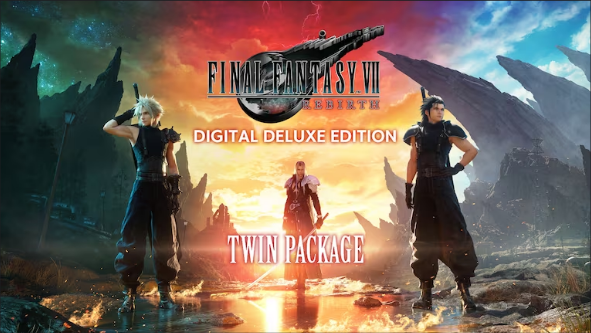 FINAL FANTASY VII
REBIRTH
DIGITAL DELUXE EDITION
TWIN PACKAGE